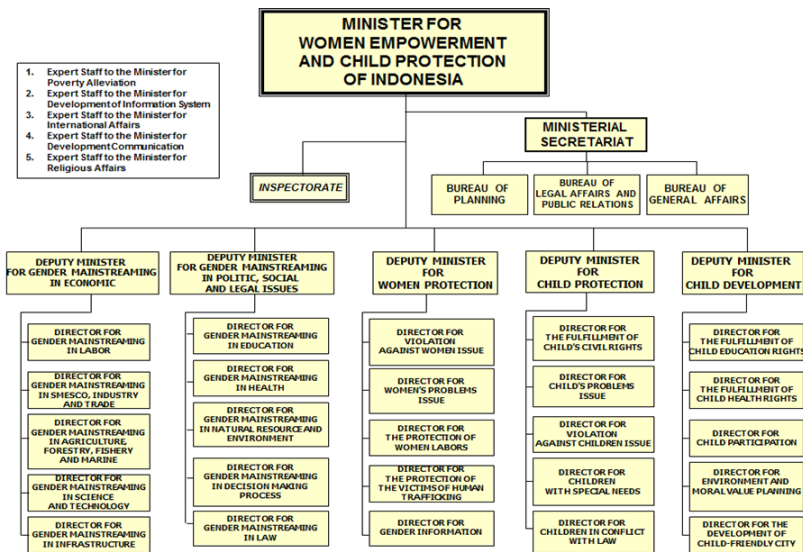 MINISTER FOR
WOMEN EMPOWERMENT
AND CHILD PROTECTION
OF INDONESIA
1. Expert Staff to the Minister for
Poverty Alleviation
2. Expert Staff to the Minister for
Development of Information System
3. Expert Staff to the Minister for
International Affairs
4. Expert Staff to the Minister for
Development Communication
5. Expert Staff to the Minister for
Religious Affairs
MINISTERIAL
SECRETARIAT
INSPECTORATE
BUREAU OF
PLANNING
BUREAU OF
LEGAL AFFAIRS AND
PUBLIC RELATIONS
BUREAU OF
GENERAL AFFAIRS
DEPUTY MINISTER
FOR GENDER MAINSTREAMING
IN ECONOMIC
DIRECTOR FOR
GENDER MAINSTREAMING
IN LABOR
DIRECTOR FOR
GENDER MAINSTREAMING
IN SMESCO, INDUSTRY
AND TRADE
DIRECTOR FOR
GENDER MAINSTREAMING
IN AGRICULTURE,
FORESTRY, FISHERY
AND MARINE
DIRECTOR FOR
GENDER MAINSTREAMING
IN SCIENCE
AND TECHNOLOGY
DIRECTOR FOR
GENDER MAINSTREAMING
IN INFRASTRUCTURE
DEPUTY MINISTER
FOR GENDER MAINSTREAMING
IN POLITIC, SOCIAL
AND LEGAL ISSUES
DIRECTOR FOR
GENDER MAINSTREAMING
IN EDUCATION
DIRECTOR FOR
GENDER MAINSTREAMING
IN HEALTH
DIRECTOR FOR
GENDER MAINSTREAMING
IN NATURAL RESOURCE AND
ENVIRONMENT
DIRECTOR FOR
GENDER MAINSTREAMING
IN DECISION MAKING
PROCESS
DIRECTOR FOR
GENDER MAINSTREAMING
IN LAW
DEPUTY MINISTER
FOR
WOMEN PROTECTION
DIRECTOR FOR
VIOLATION
AGAINST WOMEN ISSUE
DIRECTOR FOR
WOMEN'S PROBLEMS
ISSUE
DIRECTOR FOR
THE PROTECTION OF
WOMEN LABORS
DIRECTOR FOR
THE PROTECTION OF
THE VICTIMS OF HUMAN
TRAFFICKING
DIRECTOR FOR
GENDER INFORMATION
DEPUTY MINISTER
FOR
CHILD PROTECTION
DIRECTOR FOR
THE FULFILLMENT OF
CHILD'S CIVIL RIGHTS
DIRECTOR FOR
CHILD'S PROBLEMS
ISSUE
DIRECTOR FOR
VIOLATION
AGAINST CHILDREN ISSUE
DIRECTOR FOR
CHILDREN
WITH SPECIAL NEEDS
DIRECTOR FOR
CHILDREN IN CONFLICT
WITH LAW
DEPUTY MINISTER
FOR
CHILD DEVELOPMENT
DIRECTOR FOR
THE FULFILLMENT OF
CHILD EDUCATION RIGHTS
DIRECTOR FOR
THE FULFILLMENT OF
CHILD HEALTH RIGHTS
DIRECTOR FOR
CHILD PARTICIPATION
DIRECTOR FOR
ENVIRONMENT AND
MORAL VALUE PLANNING
DIRECTOR FOR THE
DEVELOPMENT OF
CHILD-FRIENDLY CITY